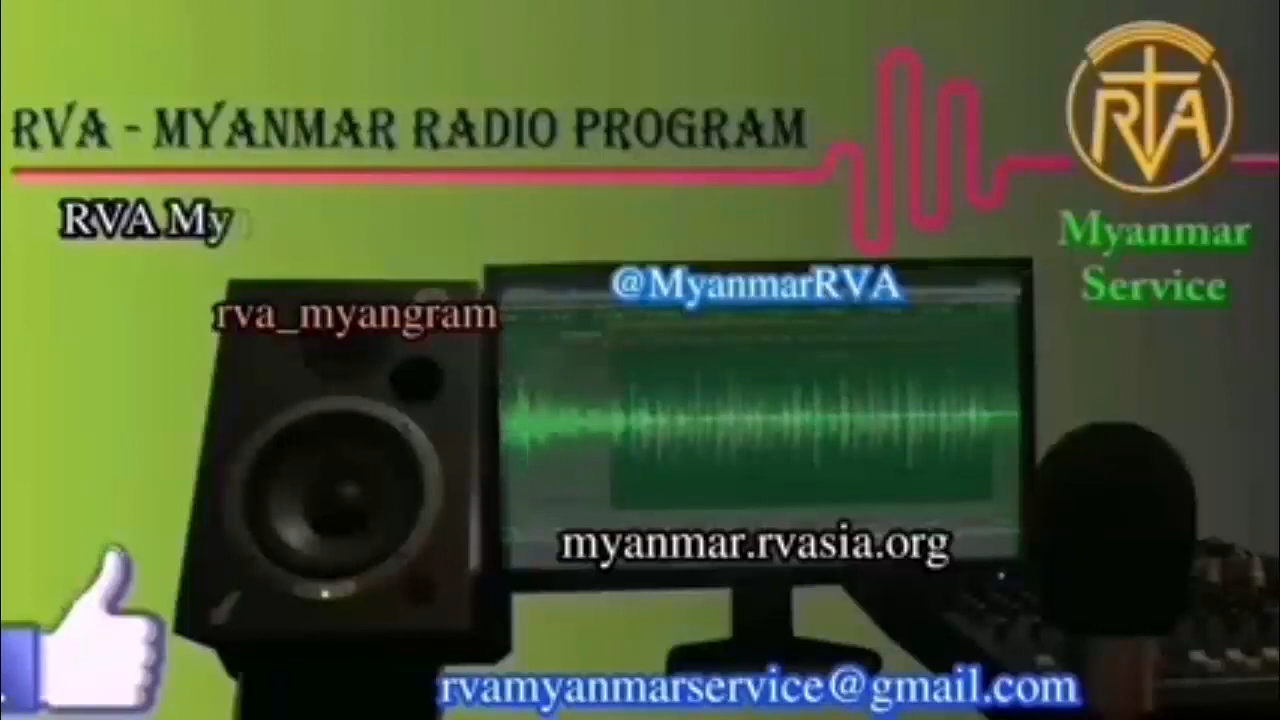 RVA - MYANMAR RADIO PROGRAM
RVA
Myanmar
Service
RVA My
@MyanmarRVA
rva_myangram
myanmar.rvasia.org
rvamyanmarservice@gmail.com